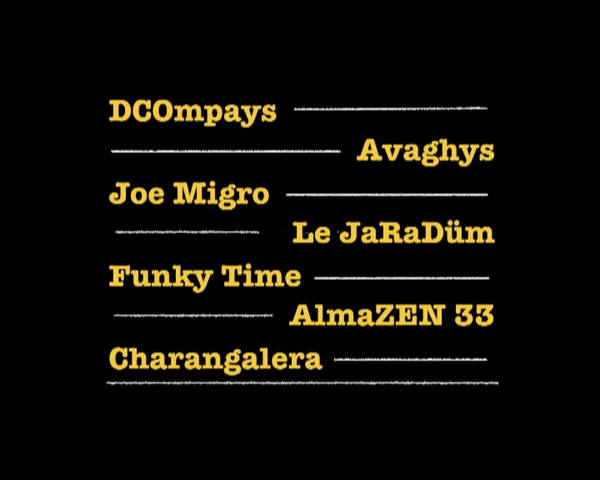 DCOmpays
Avaghys
Joe Migro
Le JaRaDüm
Funky Time
AlmaZEN 33
Charangalera